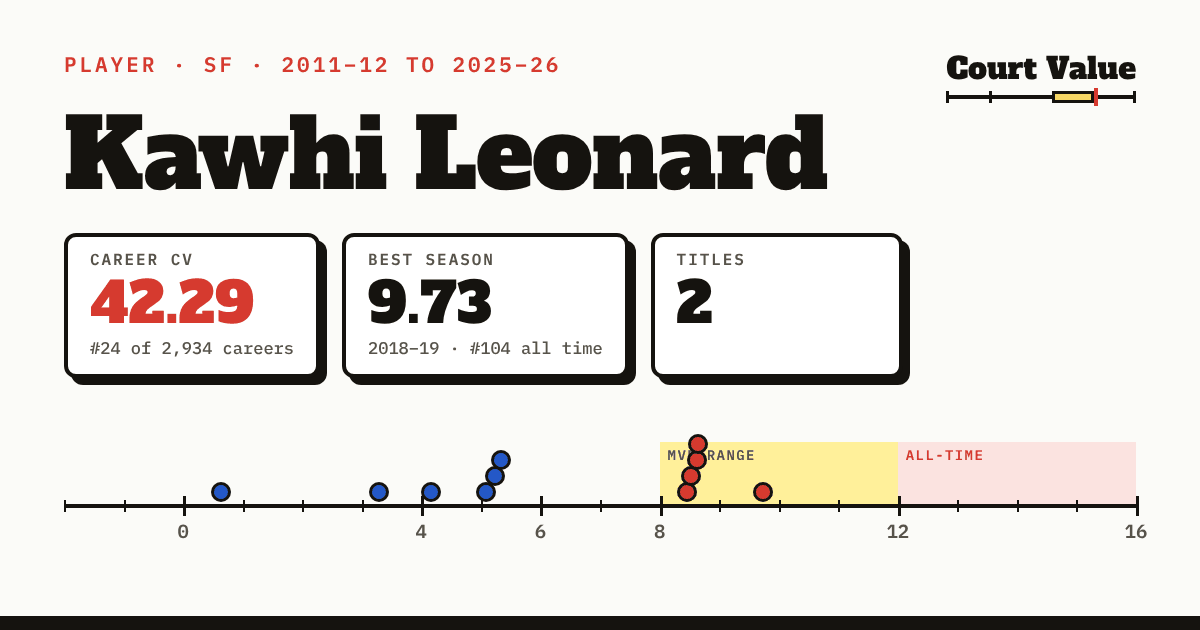 PLAYER · SF · 2011–12 TO 2025–26
Court Value
Kawhi Leonard
CAREER CV
42.29
#24 of 2,934 careers
BEST SEASON
9.73
2018–19 · #104 all time
TITLES
2
MVP RANGE
ALL-TIME
0 4 6 8 12 16